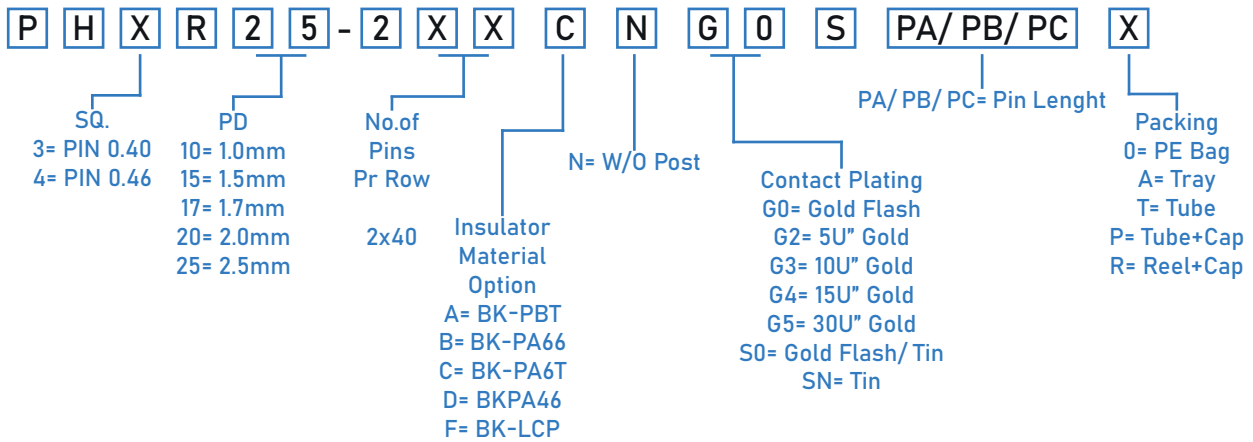 P H X R 2 5 - 2 X X C N G 0 S PA/ PB/ PC X
SQ.
3= PIN 0.40
4= PIN 0.46
PD
10= 1.0mm
15= 1.5mm
17= 1.7mm
20= 2.0mm
25= 2.5mm
No.of
Pins
Pr Row
2x40
Insulator
Material
Option
A= BK-PBT
B= BK-PA66
C= BK-PA6T
D= BKPA46
F= BK-LCP
N= W/O Post
Contact Plating
G0= Gold Flash
G2= 5U” Gold
G3= 10U” Gold
G4= 15U” Gold
G5= 30U” Gold
S0= Gold Flash/ Tin
SN= Tin
PA/ PB/ PC= Pin Lenght
Packing
0= PE Bag
A= Tray
T= Tube
P= Tube+Cap
R= Reel+Cap